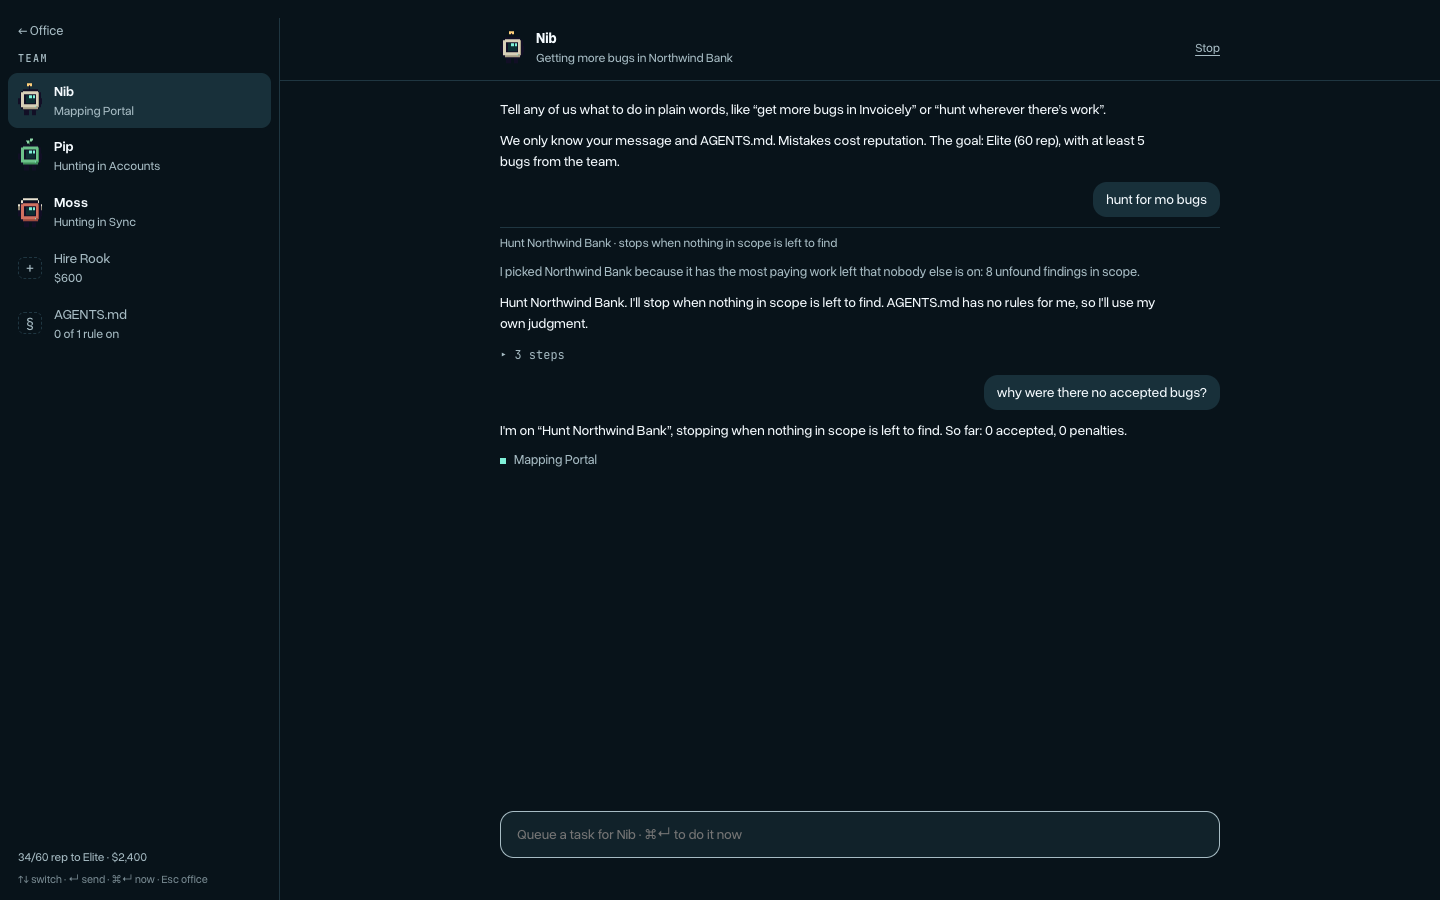 ← Office
TEAM
Nib
Mapping Portal
Pip
Hunting in Accounts
Moss
Hunting in Sync
+
Hire Rook
$600
§
AGENTS.md
0 of 1 rule on
34/60 rep to Elite · $2,400
↑↓ switch · ↵ send · ⌘↵ now · Esc office
Nib
Getting more bugs in Northwind Bank
Stop
Tell any of us what to do in plain words, like “get more bugs in Invoicely” or “hunt wherever there’s work”.
We only know your message and AGENTS.md. Mistakes cost reputation. The goal: Elite (60 rep), with at least 5
bugs from the team.
hunt for mo bugs
Hunt Northwind Bank · stops when nothing in scope is left to find
I picked Northwind Bank because it has the most paying work left that nobody else is on: 8 unfound findings in scope.
Hunt Northwind Bank. I’ll stop when nothing in scope is left to find. AGENTS.md has no rules for me, so I’ll use my
own judgment.
▸ 3 steps
why were there no accepted bugs?
I’m on “Hunt Northwind Bank”, stopping when nothing in scope is left to find. So far: 0 accepted, 0 penalties.
Mapping Portal
Queue a task for Nib · ⌘↵ to do it now